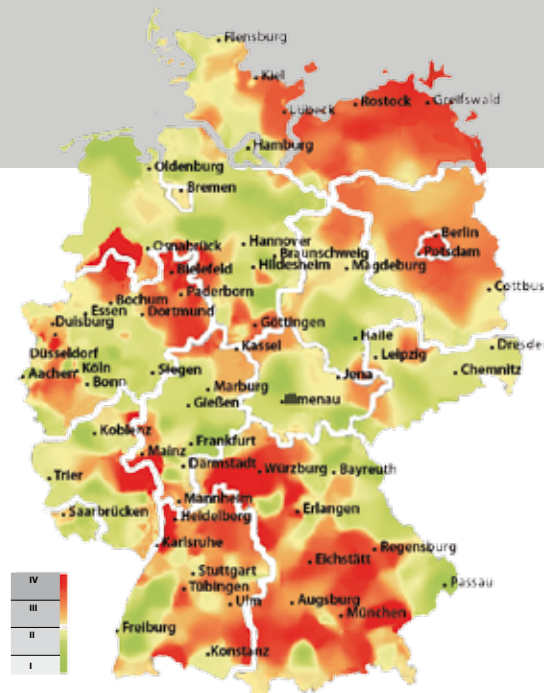 Flensburg
Kiel
Lübeck
Rostock
Greifswald
Hamburg
Oldenburg
Bremen
Osnabrück
Hannover
Braunschweig
Berlin
Potsdam
Bielefeld
Hildesheim
Magdeburg
Cottbus
Paderborn
Bochum
Essen
Dortmund
Duisburg
Göttingen
Halle
Kassel
Leipzig
Dresden
Düsseldorf
Aachen
Köln
Siegen
Jena
Chemnitz
Bonn
Marburg
Gießen
Illmenau
Koblenz
Frankfurt
Mainz
Darmstadt
Würzburg
Bayreuth
Trier
Mannheim
Saarbrücken
Heidelberg
Erlangen
Karlsruhe
Regensburg
Eichstätt
Stuttgart
Tübingen
Passau
Ulm
Augsburg
München
Freiburg
Konstanz
IV
III
II
I